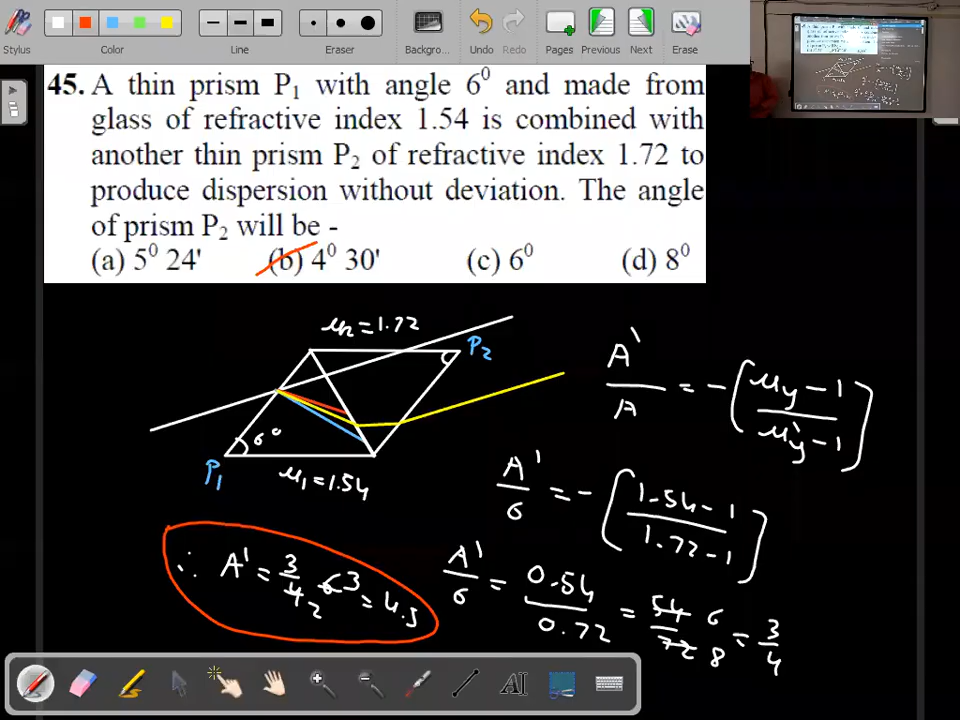 Stylus Color Line Eraser Backgro... Undo Redo Pages Previous Next Erase
45. A thin prism P₁ with angle 6⁰ and made from
glass of refractive index 1.54 is combined with
another thin prism P₂ of refractive index 1.72 to
produce dispersion without deviation. The angle
of prism P₂ will be -
(a) 5⁰ 24' (b) 4⁰ 30' (c) 6⁰ (d) 8⁰
μ₂ = 1.72
P₂
6⁰
P₁
μ₁ = 1.54
A'/A = -(μy - 1/μ'y - 1)
A'/6 = -(1.54 - 1/1.72 - 1)
A'/6 = 0.54/0.72 = 54/72 6/8 = 3/4
∴ A' = 3/4 2 6 3 = 4.5